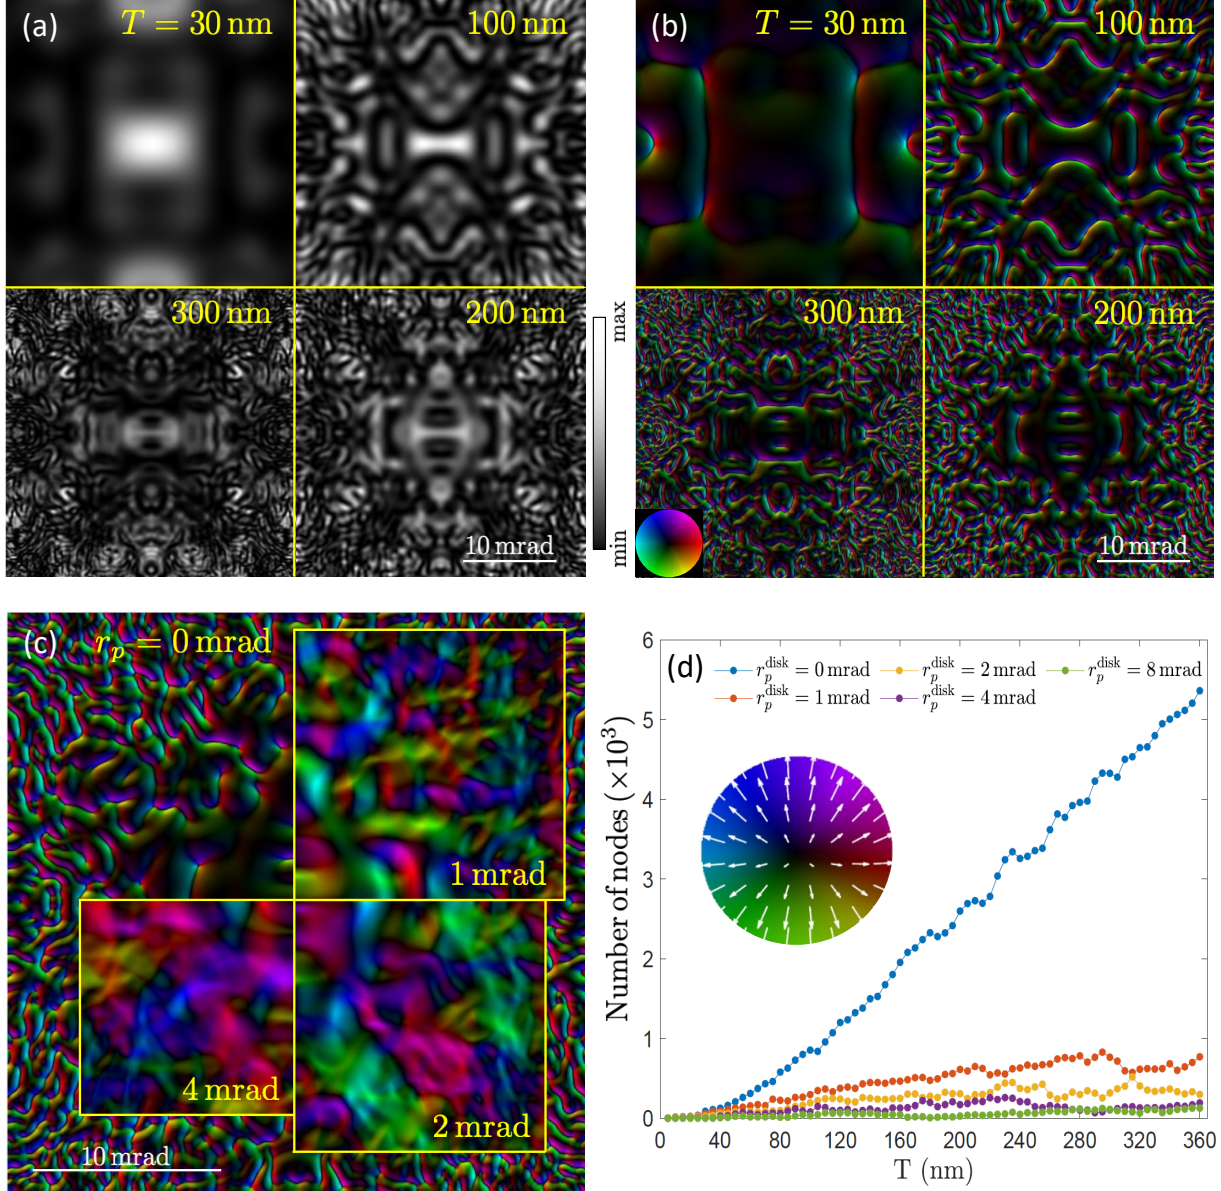 (a) T = 30 nm 100 nm
300 nm 200 nm
10 mrad
max
min
(b) T = 30 nm 100 nm
300 nm 200 nm
10 mrad
(c) r_p = 0 mrad
1 mrad
4 mrad
2 mrad
10 mrad
(d)
r_p^disk = 0 mrad r_p^disk = 2 mrad r_p^disk = 8 mrad
r_p^disk = 1 mrad r_p^disk = 4 mrad
Number of nodes (×10³)
6
5
4
3
2
1
0
0 40 80 120 160 200 240 280 320 360
T (nm)